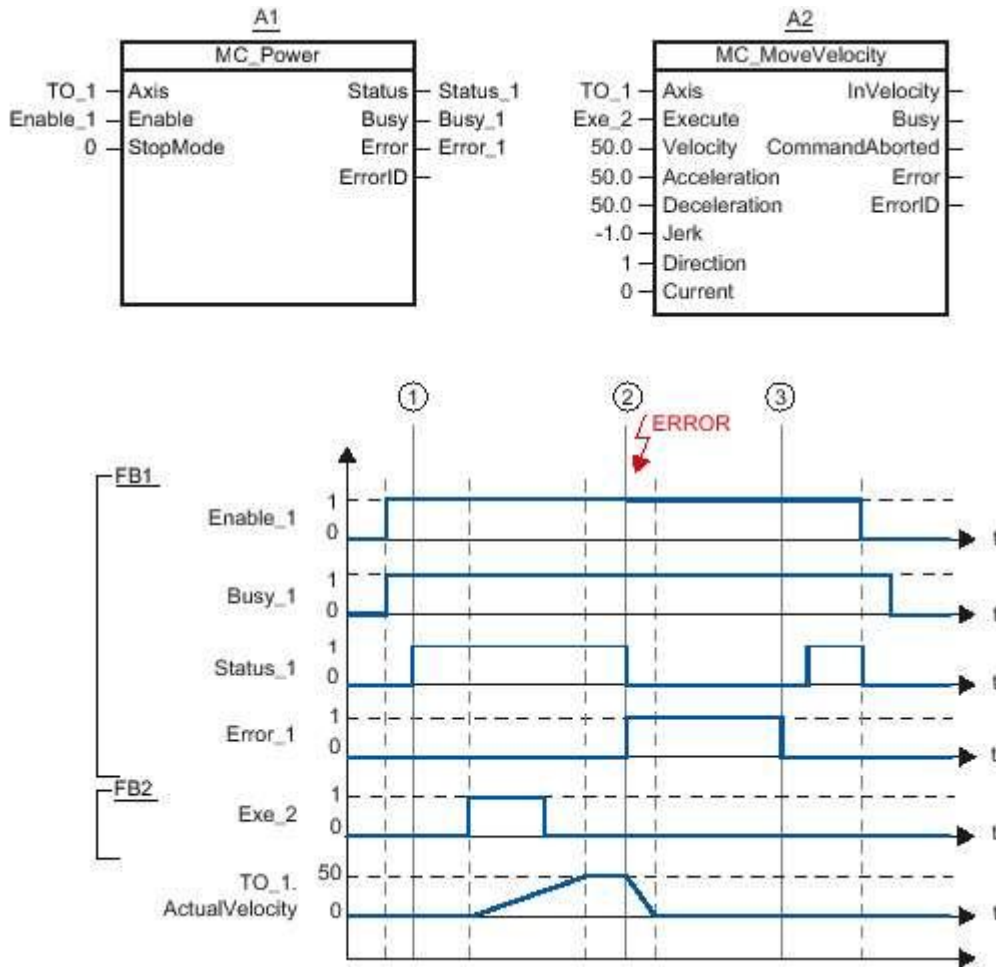 A1
MC_Power
TO_1 Axis Status Status_1
Enable_1 Enable Busy Busy_1
0 StopMode Error Error_1
ErrorID
A2
MC_MoveVelocity
TO_1 Axis InVelocity
Exe_2 Execute Busy
50.0 Velocity CommandAborted
50.0 Acceleration Error
50.0 Deceleration ErrorID
-1.0 Jerk
1 Direction
0 Current
1 2 3
ERROR
FB1
Enable_1 1 0 t
Busy_1 1 0 t
Status_1 1 0 t
Error_1 1 0 t
FB2
Exe_2 1 0 t
TO_1. 50
ActualVelocity 0 t